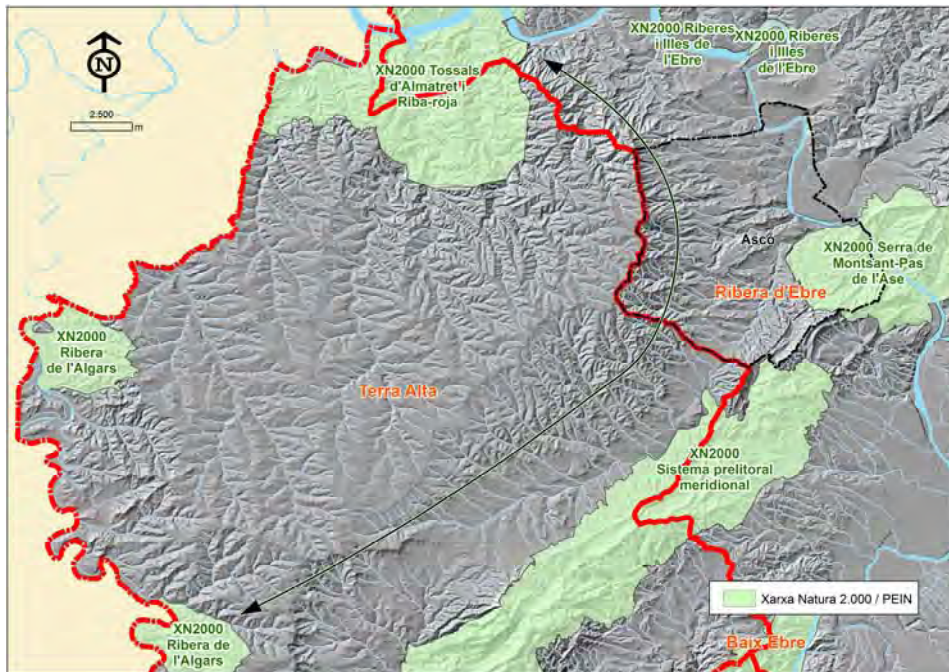 XN2000 Riberes
i Illes de
l'Ebre
XN2000 Riberes
i Illes
de l'Ebre
N
XN2000 Tossals
d'Almatret i
Riba-roja
2.500
m
Ascó
XN2000 Serra de
Montsant-Pas
de l'Ase
Ribera d'Ebre
XN2000
Ribera
de l'Algars
Terra Alta
XN2000
Sistema prelitoral
meridional
Xarxa Natura 2.000 / PEIN
XN2000
Ribera de
l'Algars
Baix Ebre